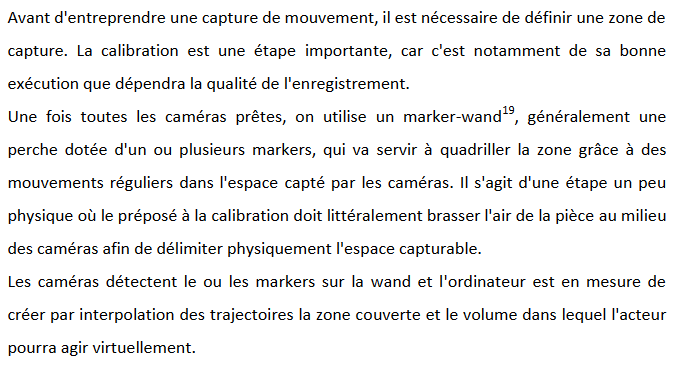 Avant d'entreprendre une capture de mouvement, il est nécessaire de définir une zone de
capture. La calibration est une étape importante, car c'est notamment de sa bonne
exécution que dépendra la qualité de l'enregistrement.
Une fois toutes les caméras prêtes, on utilise un marker-wand19, généralement une
perche dotée d'un ou plusieurs markers, qui va servir à quadriller la zone grâce à des
mouvements réguliers dans l'espace capté par les caméras. Il s'agit d'une étape un peu
physique où le préposé à la calibration doit littéralement brasser l'air de la pièce au milieu
des caméras afin de délimiter physiquement l'espace capturable.
Les caméras détectent le ou les markers sur la wand et l'ordinateur est en mesure de
créer par interpolation des trajectoires la zone couverte et le volume dans lequel l'acteur
pourra agir virtuellement.